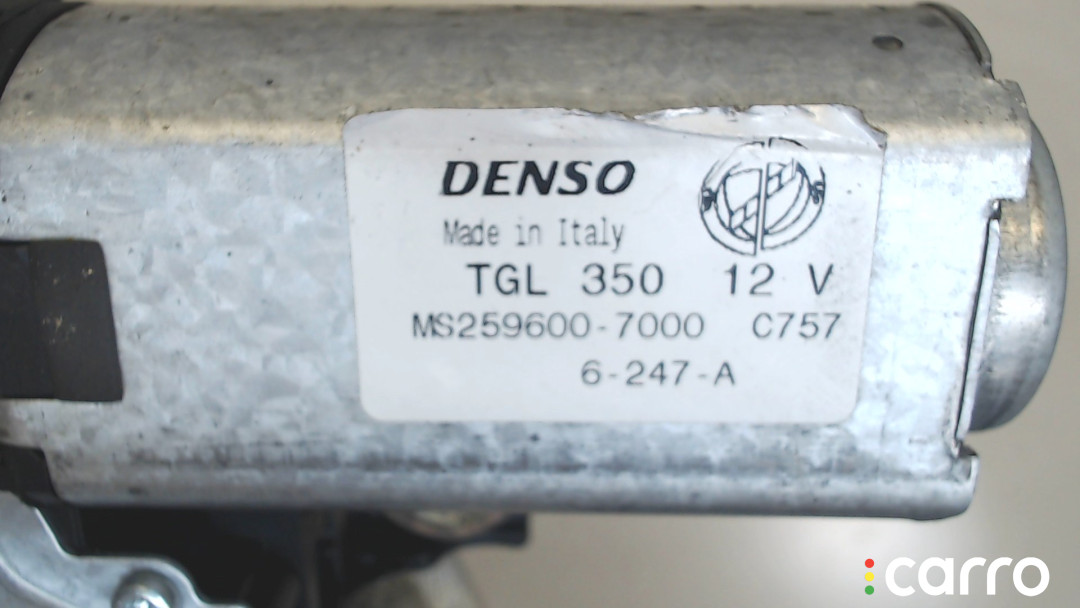 DENSO
Made in Italy
TGL 350 12 V
MS259600-7000 C757
6-247-A
carro